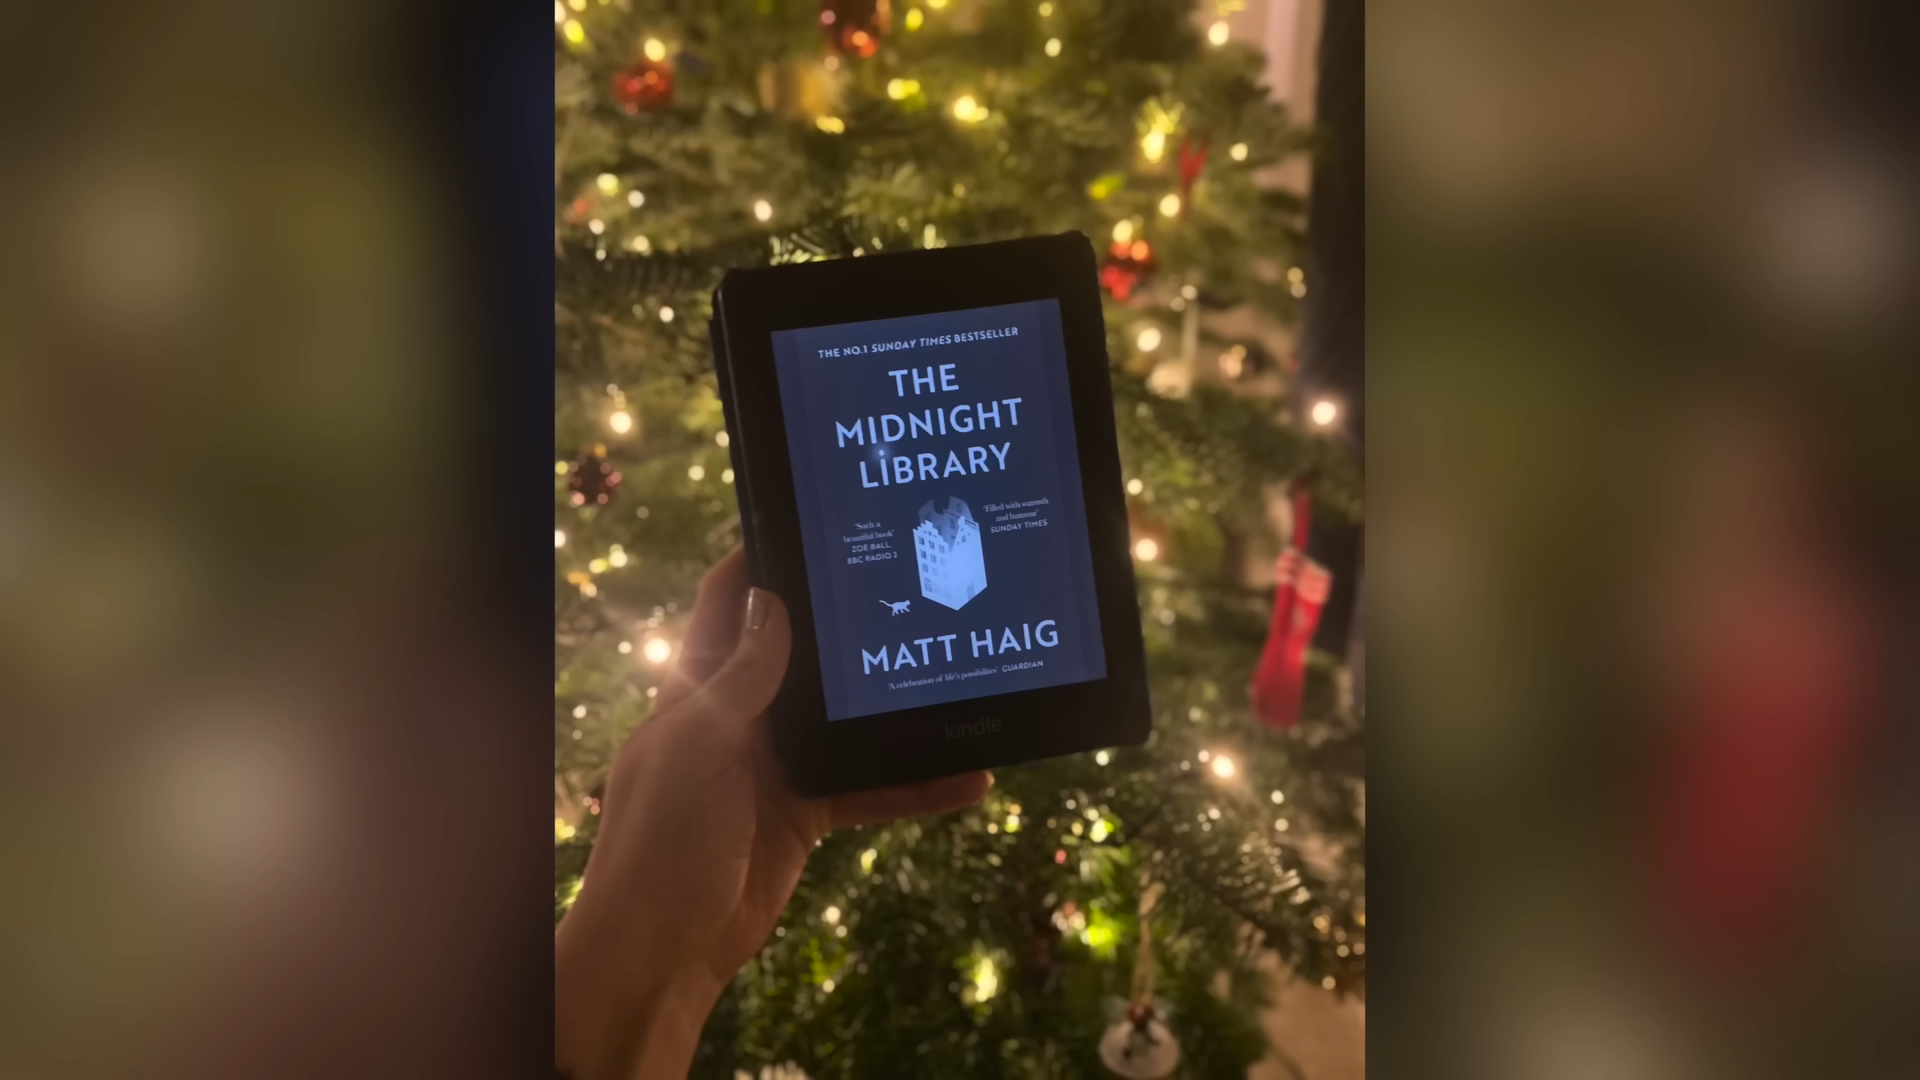 THE NO.1 SUNDAY TIMES BESTSELLER
THE
MIDNIGHT
LIBRARY
'Such a
beautiful book'
ZOE BALL,
BBC RADIO 2
'Filled with warmth
and humour'
SUNDAY TIMES
MATT HAIG
'A celebration of life's possibilities' GUARDIAN
kindle